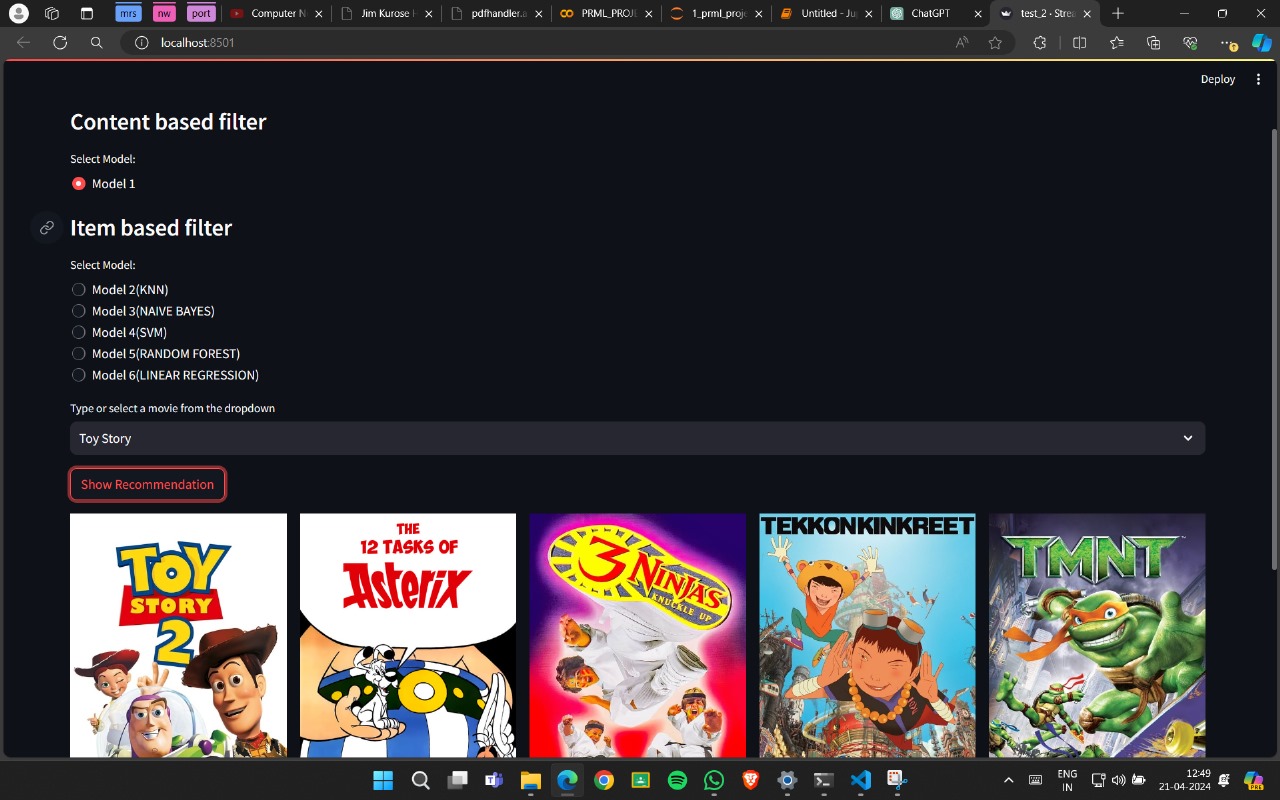 mrs
nw
port
Computer N
Jim Kurose H
pdfhandler.a
PRML_PROJE
1_prml_proje
Untitled - Ju
ChatGPT
test_2 · Strea
localhost:8501
Deploy
Content based filter
Select Model:
Model 1
Item based filter
Select Model:
Model 2(KNN)
Model 3(NAIVE BAYES)
Model 4(SVM)
Model 5(RANDOM FOREST)
Model 6(LINEAR REGRESSION)
Type or select a movie from the dropdown
Toy Story
Show Recommendation
TOY
STORY
2
THE
12 TASKS OF
Asterix
3 NINJAS
KNUCKLE UP
TEKKONKINKREET
TMNT
ENG
IN
12:49
21-04-2024
PRE